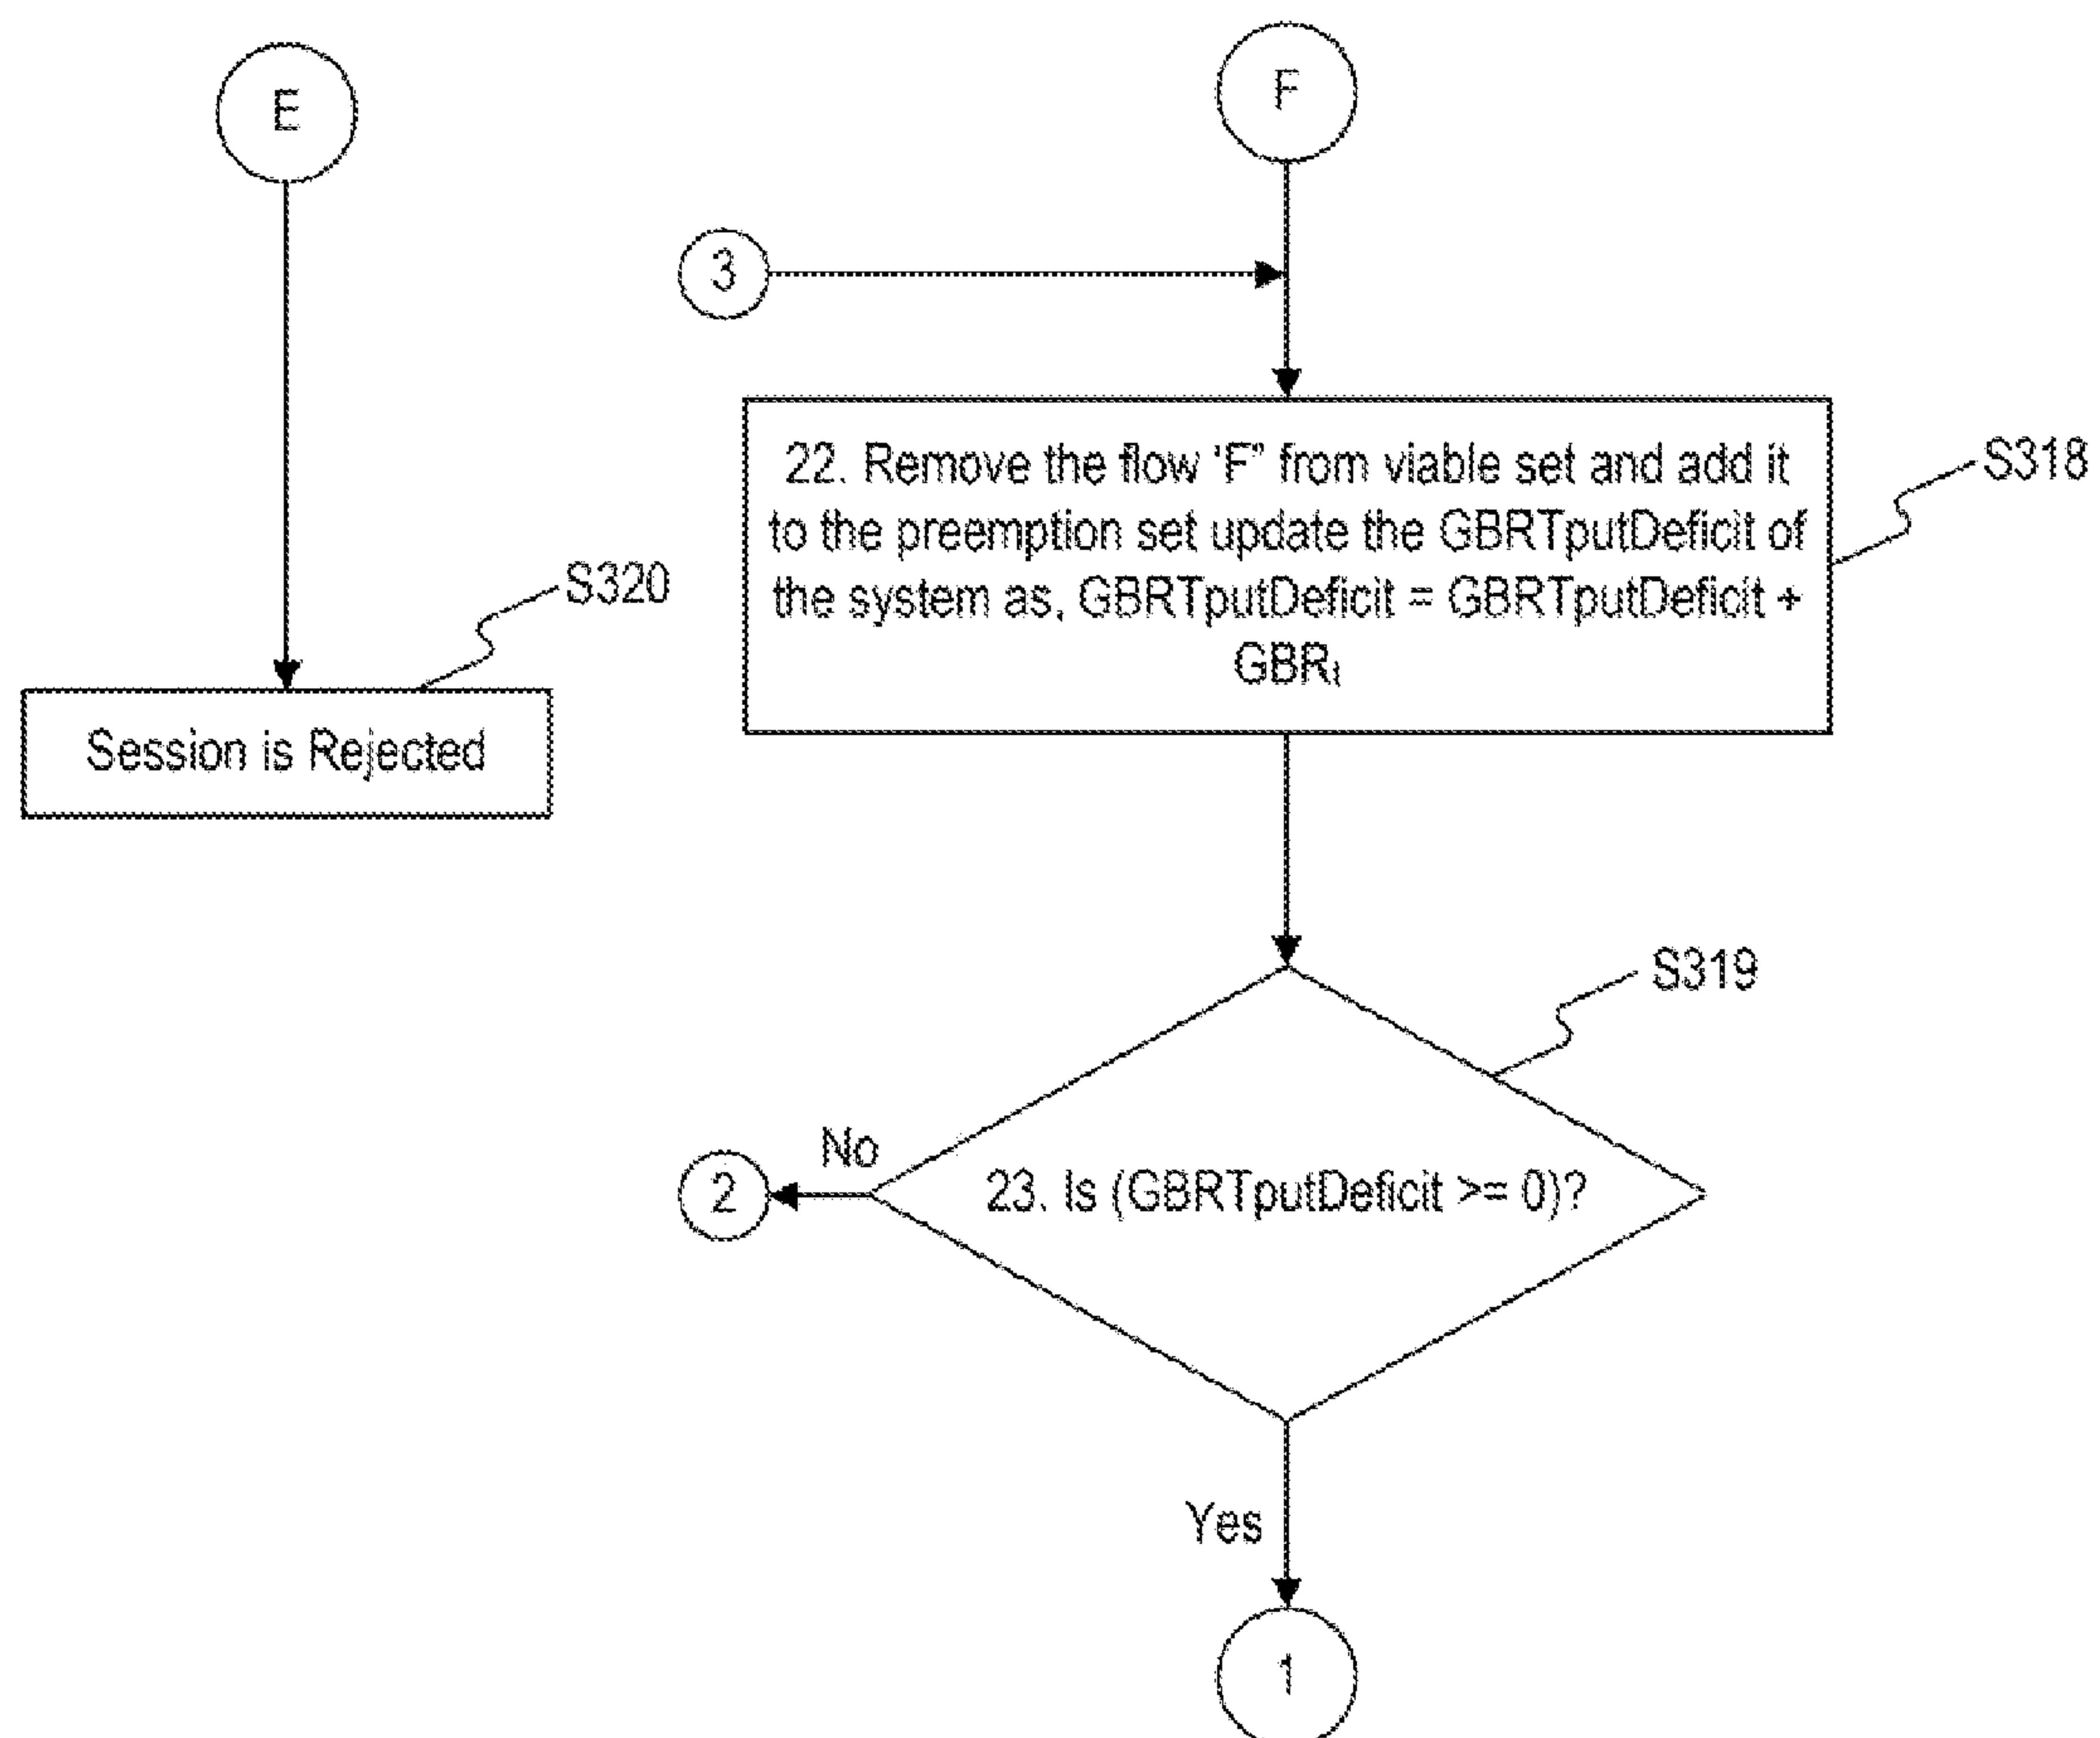 E
F
3
22. Remove the flow 'F" from viable set and add it
to the preemption set update the GBRTputDeficit of
the system as, GBRTputDeficit = GBRTputDeficit +
GBRf
S318
S320
Session is Rejected
S319
No
2
23. Is (GBRTputDeficit >= 0)?
Yes
1